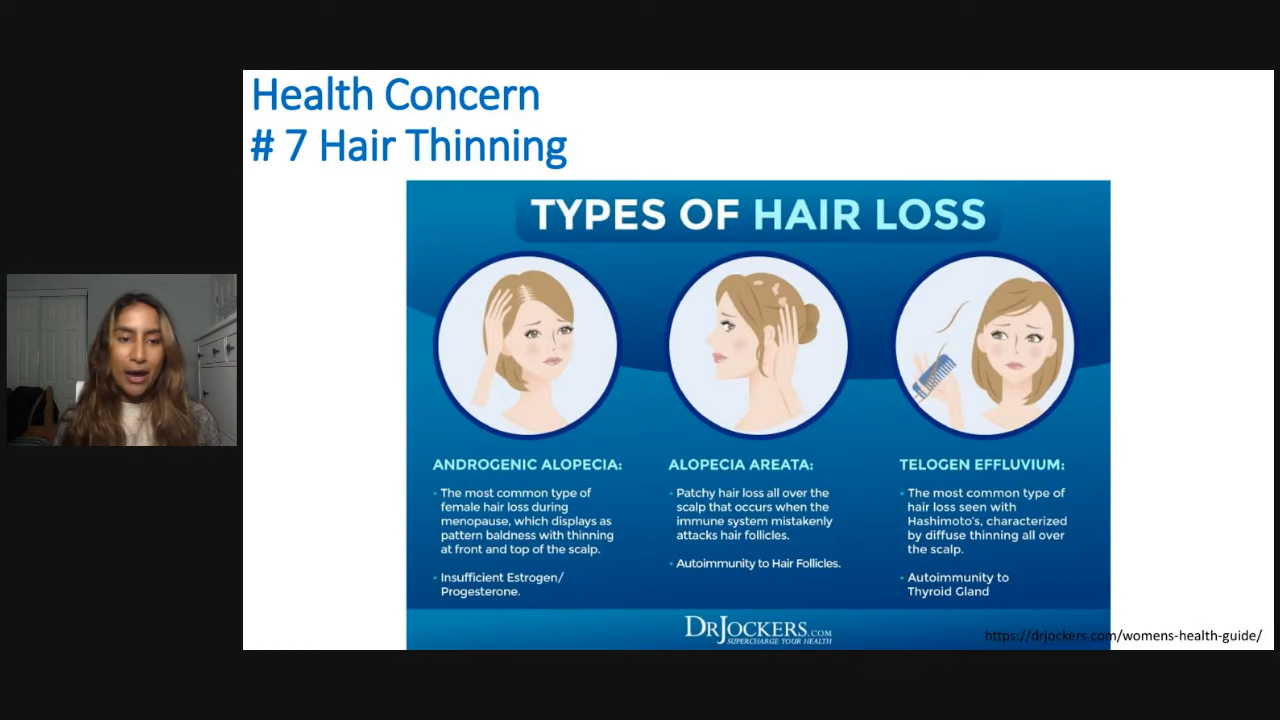 Health Concern
# 7 Hair Thinning
TYPES OF HAIR LOSS
ANDROGENIC ALOPECIA:
• The most common type of
female hair loss during
menopause, which displays as
pattern baldness with thinning
at front and top of the scalp.
• Insufficient Estrogen/
Progesterone.
ALOPECIA AREATA:
• Patchy hair loss all over the
scalp that occurs when the
immune system mistakenly
attacks hair follicles.
• Autoimmunity to Hair Follicles.
TELOGEN EFFLUVIUM:
• The most common type of
hair loss seen with
Hashimoto's, characterized
by diffuse thinning all over
the scalp.
• Autoimmunity to
Thyroid Gland
DRJOCKERS.COM
SUPERCHARGE YOUR HEALTH
https://drjockers.com/womens-health-guide/